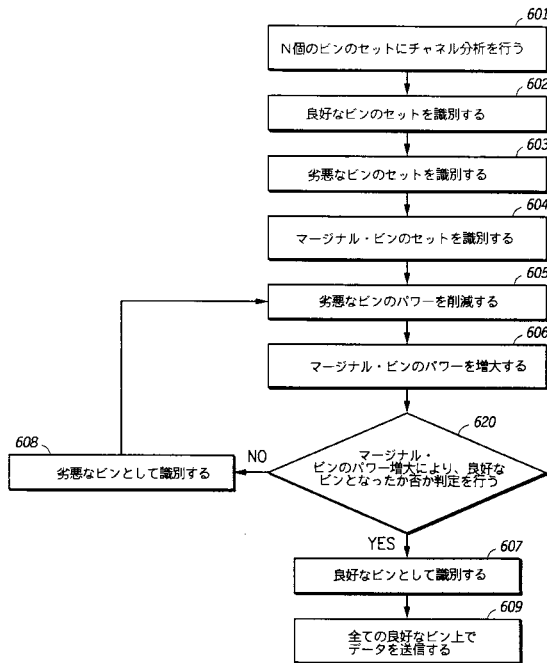 601
N個のビンのセットにチャネル分析を行う
602
良好なビンのセットを識別する
603
劣悪なビンのセットを識別する
604
マージナル・ビンのセットを識別する
605
劣悪なビンのパワーを削減する
606
マージナル・ビンのパワーを増大する
620
マージナル・
ビンのパワー増大により、良好な
ビンとなったか否か判定を行う
608
NO
劣悪なビンとして識別する
YES
607
良好なビンとして識別する
609
全ての良好なビン上で
データを送信する